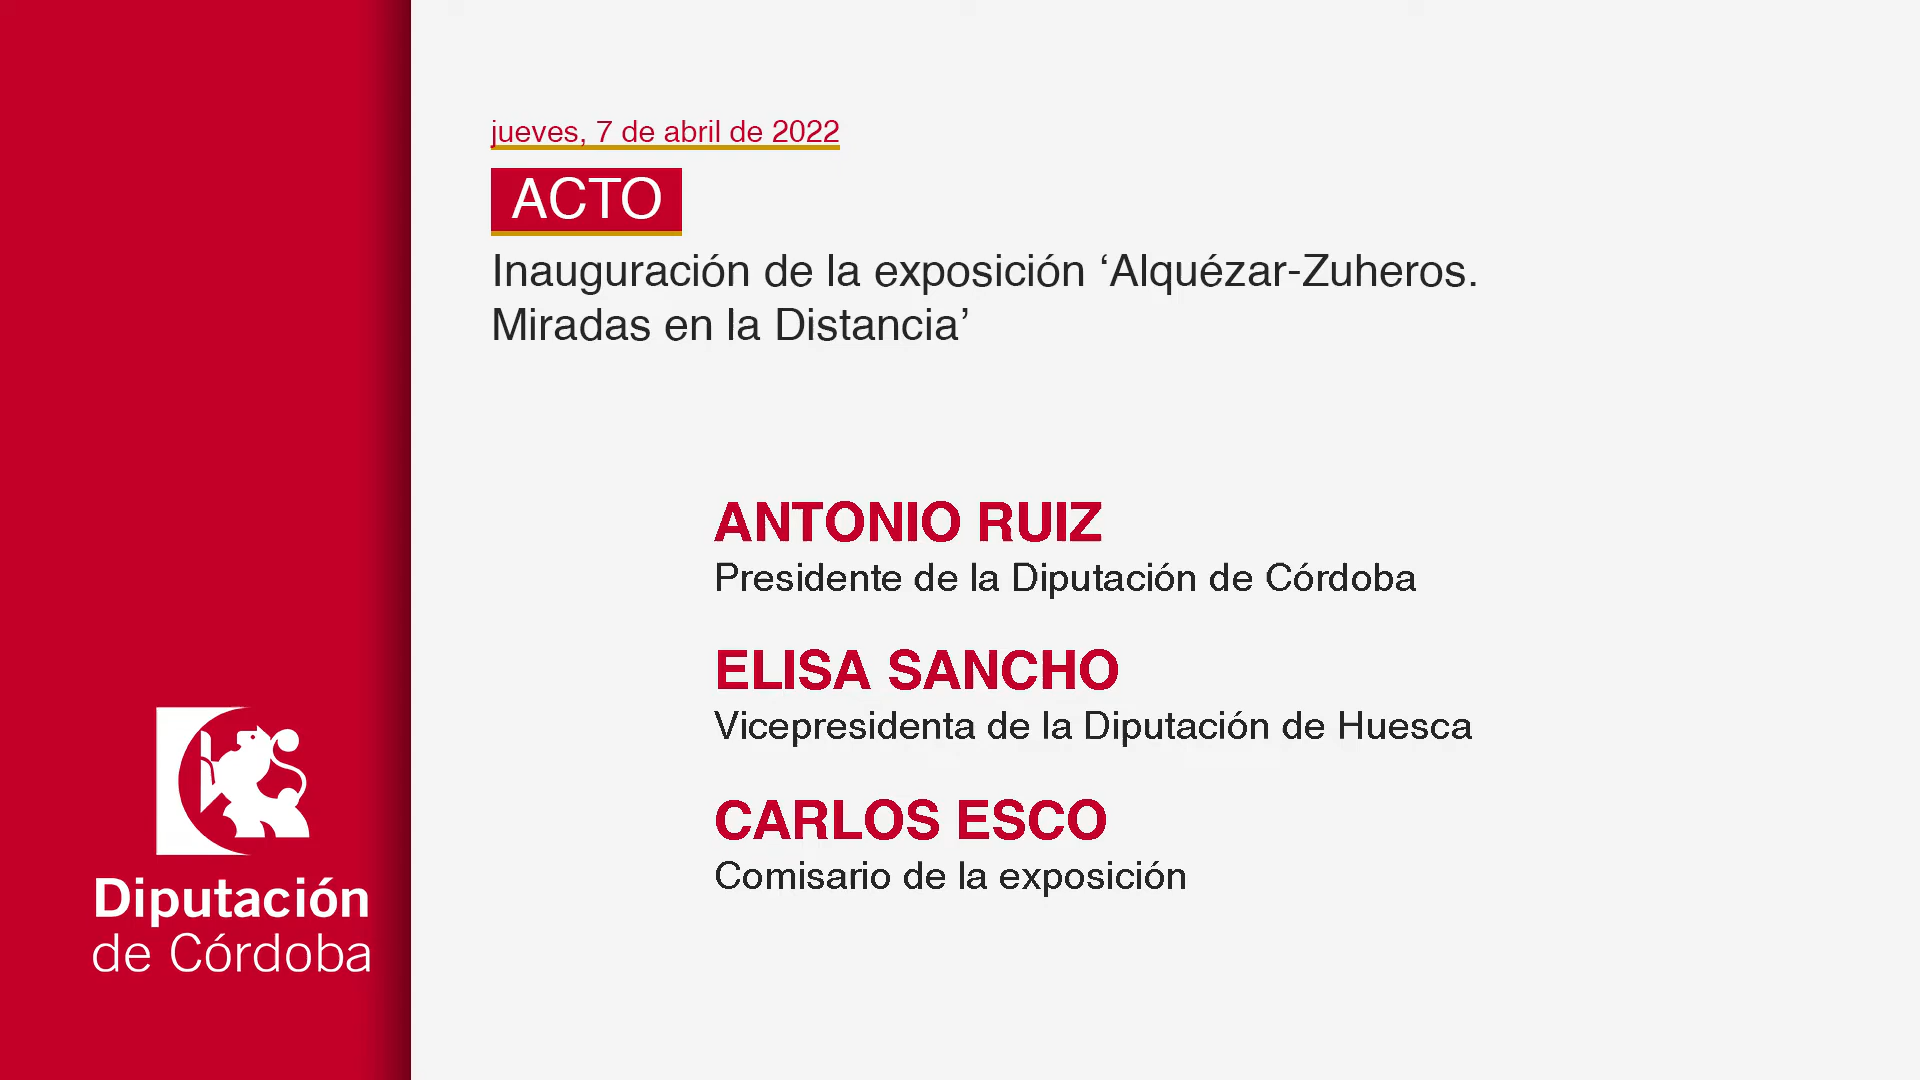 jueves, 7 de abril de 2022
ACTO
Inauguración de la exposición ‘Alquézar-Zuheros.
Miradas en la Distancia’
ANTONIO RUIZ
Presidente de la Diputación de Córdoba
ELISA SANCHO
Vicepresidenta de la Diputación de Huesca
CARLOS ESCO
Comisario de la exposición
Diputación
de Córdoba